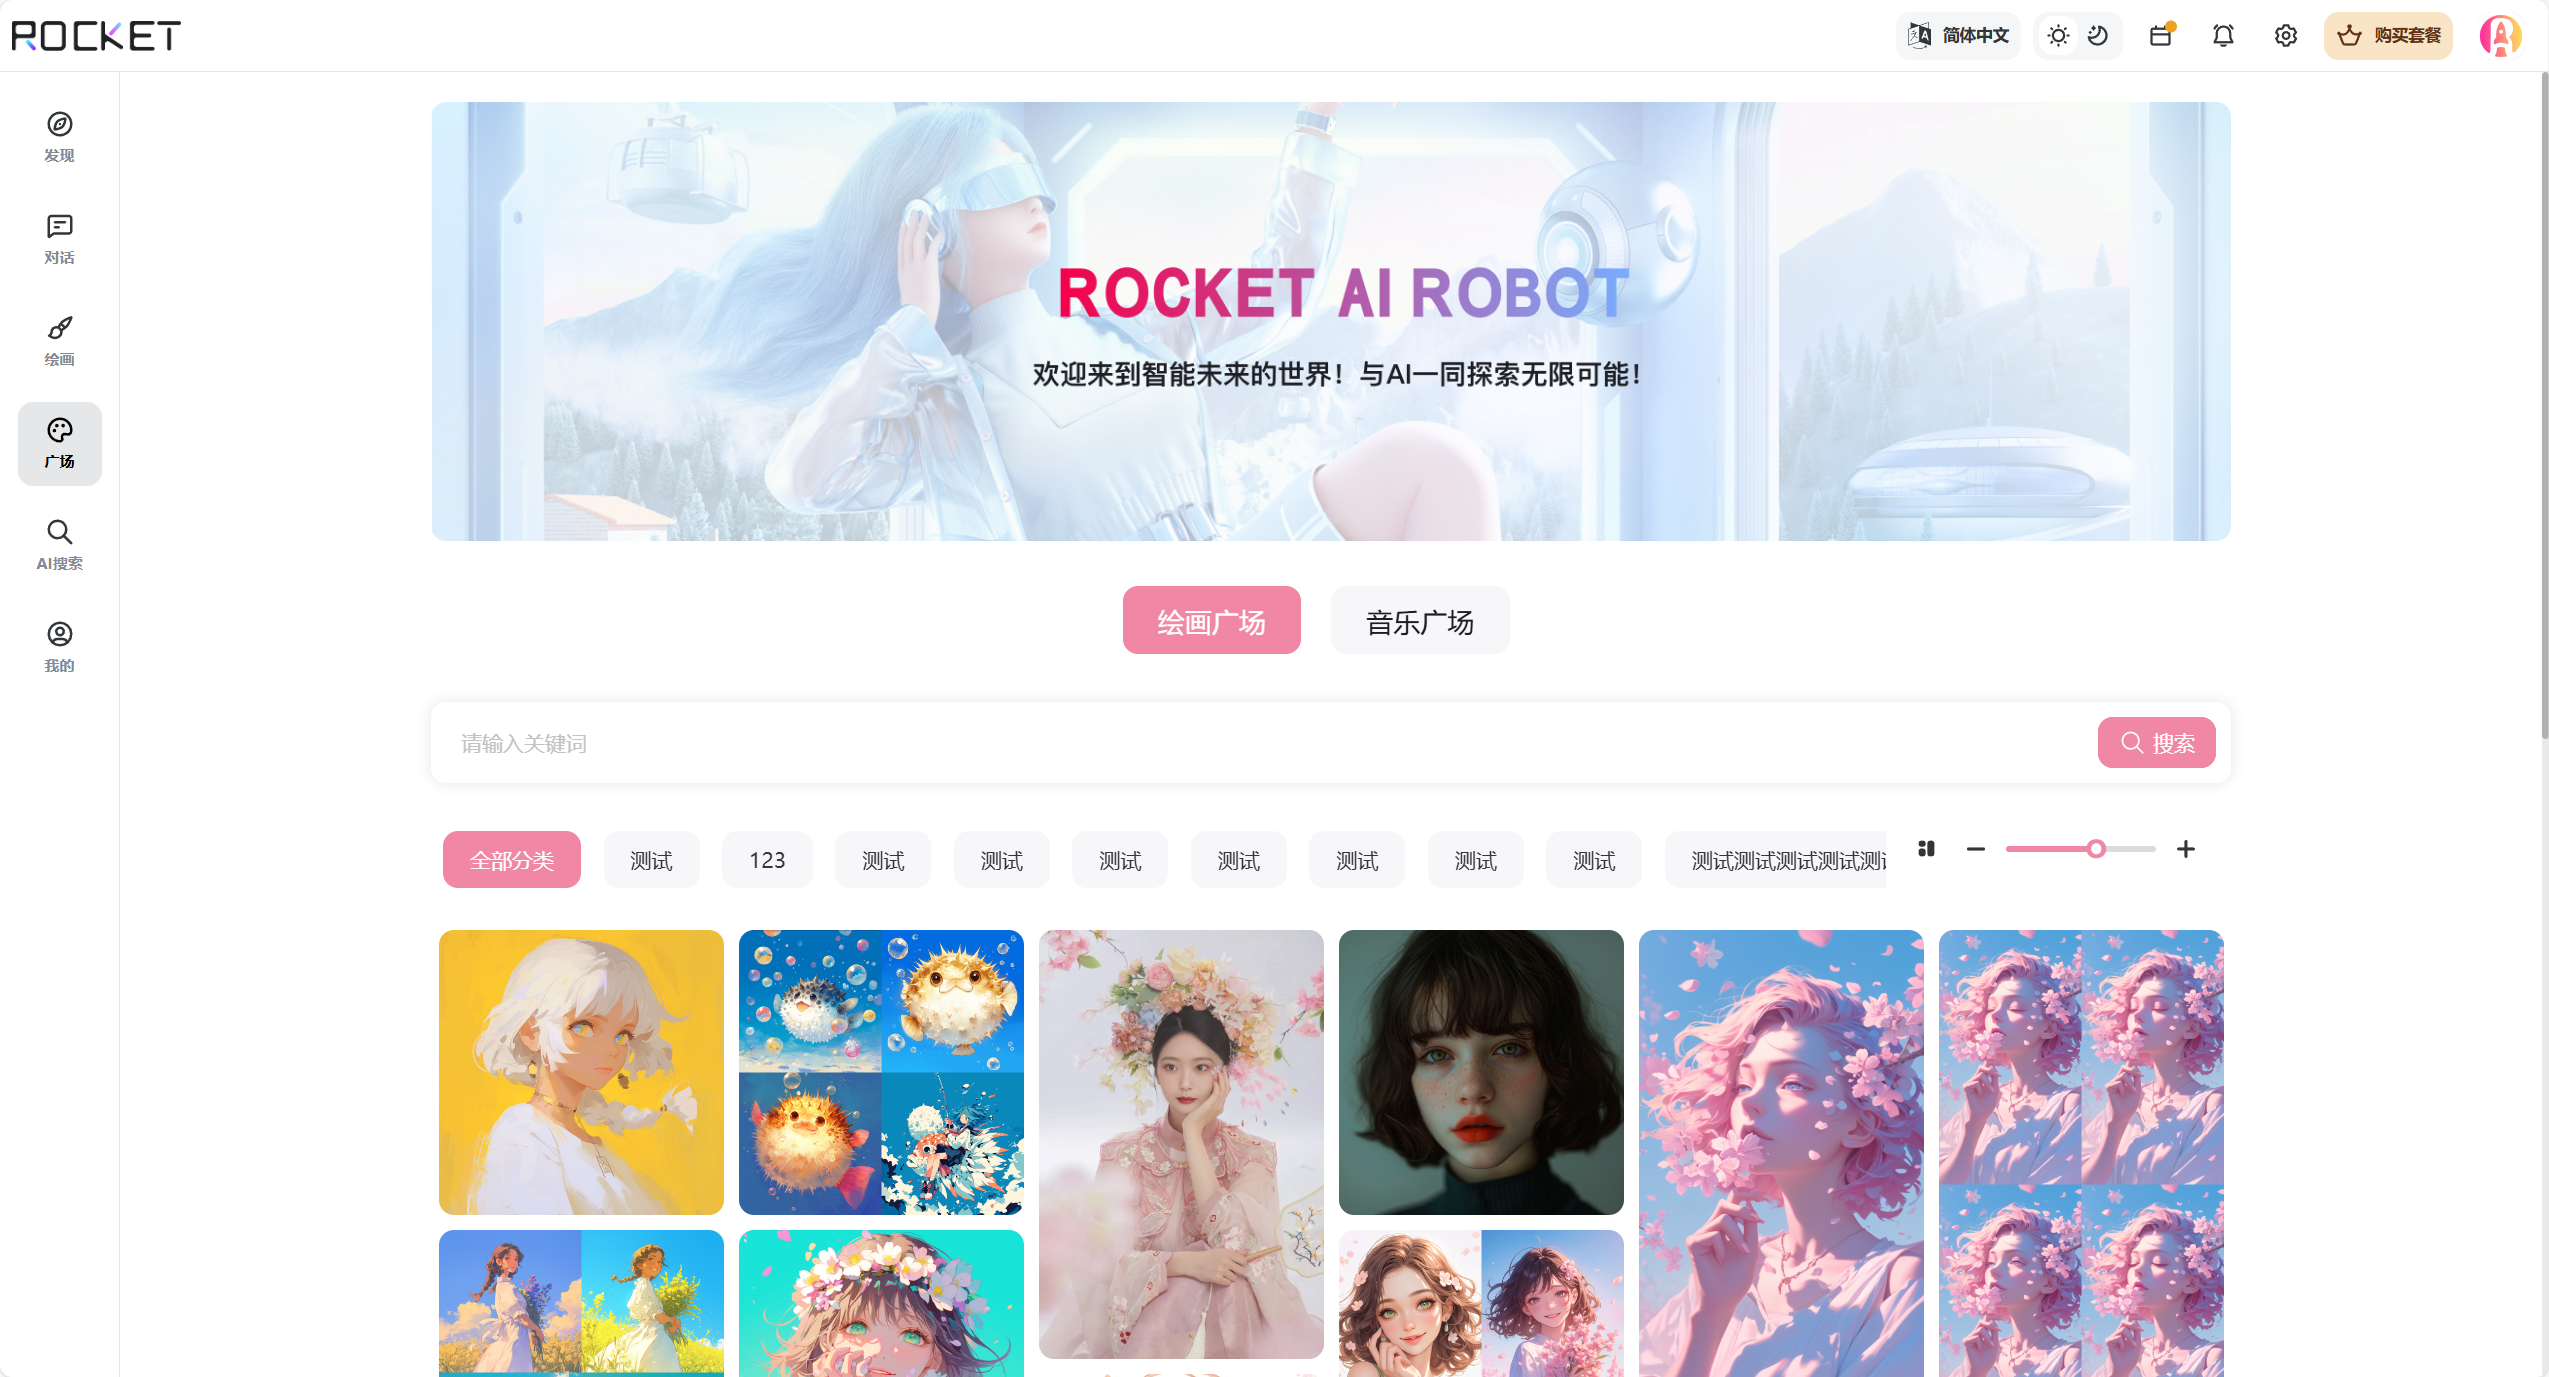 ROCKET
简体中文
购买套餐
发现
对话
绘画
广场
AI搜索
我的
ROCKET AI ROBOT
欢迎来到智能未来的世界！与AI一同探索无限可能！
绘画广场
音乐广场
请输入关键词
搜索
全部分类
测试
123
测试
测试
测试
测试
测试
测试
测试
测试测试测试测试测